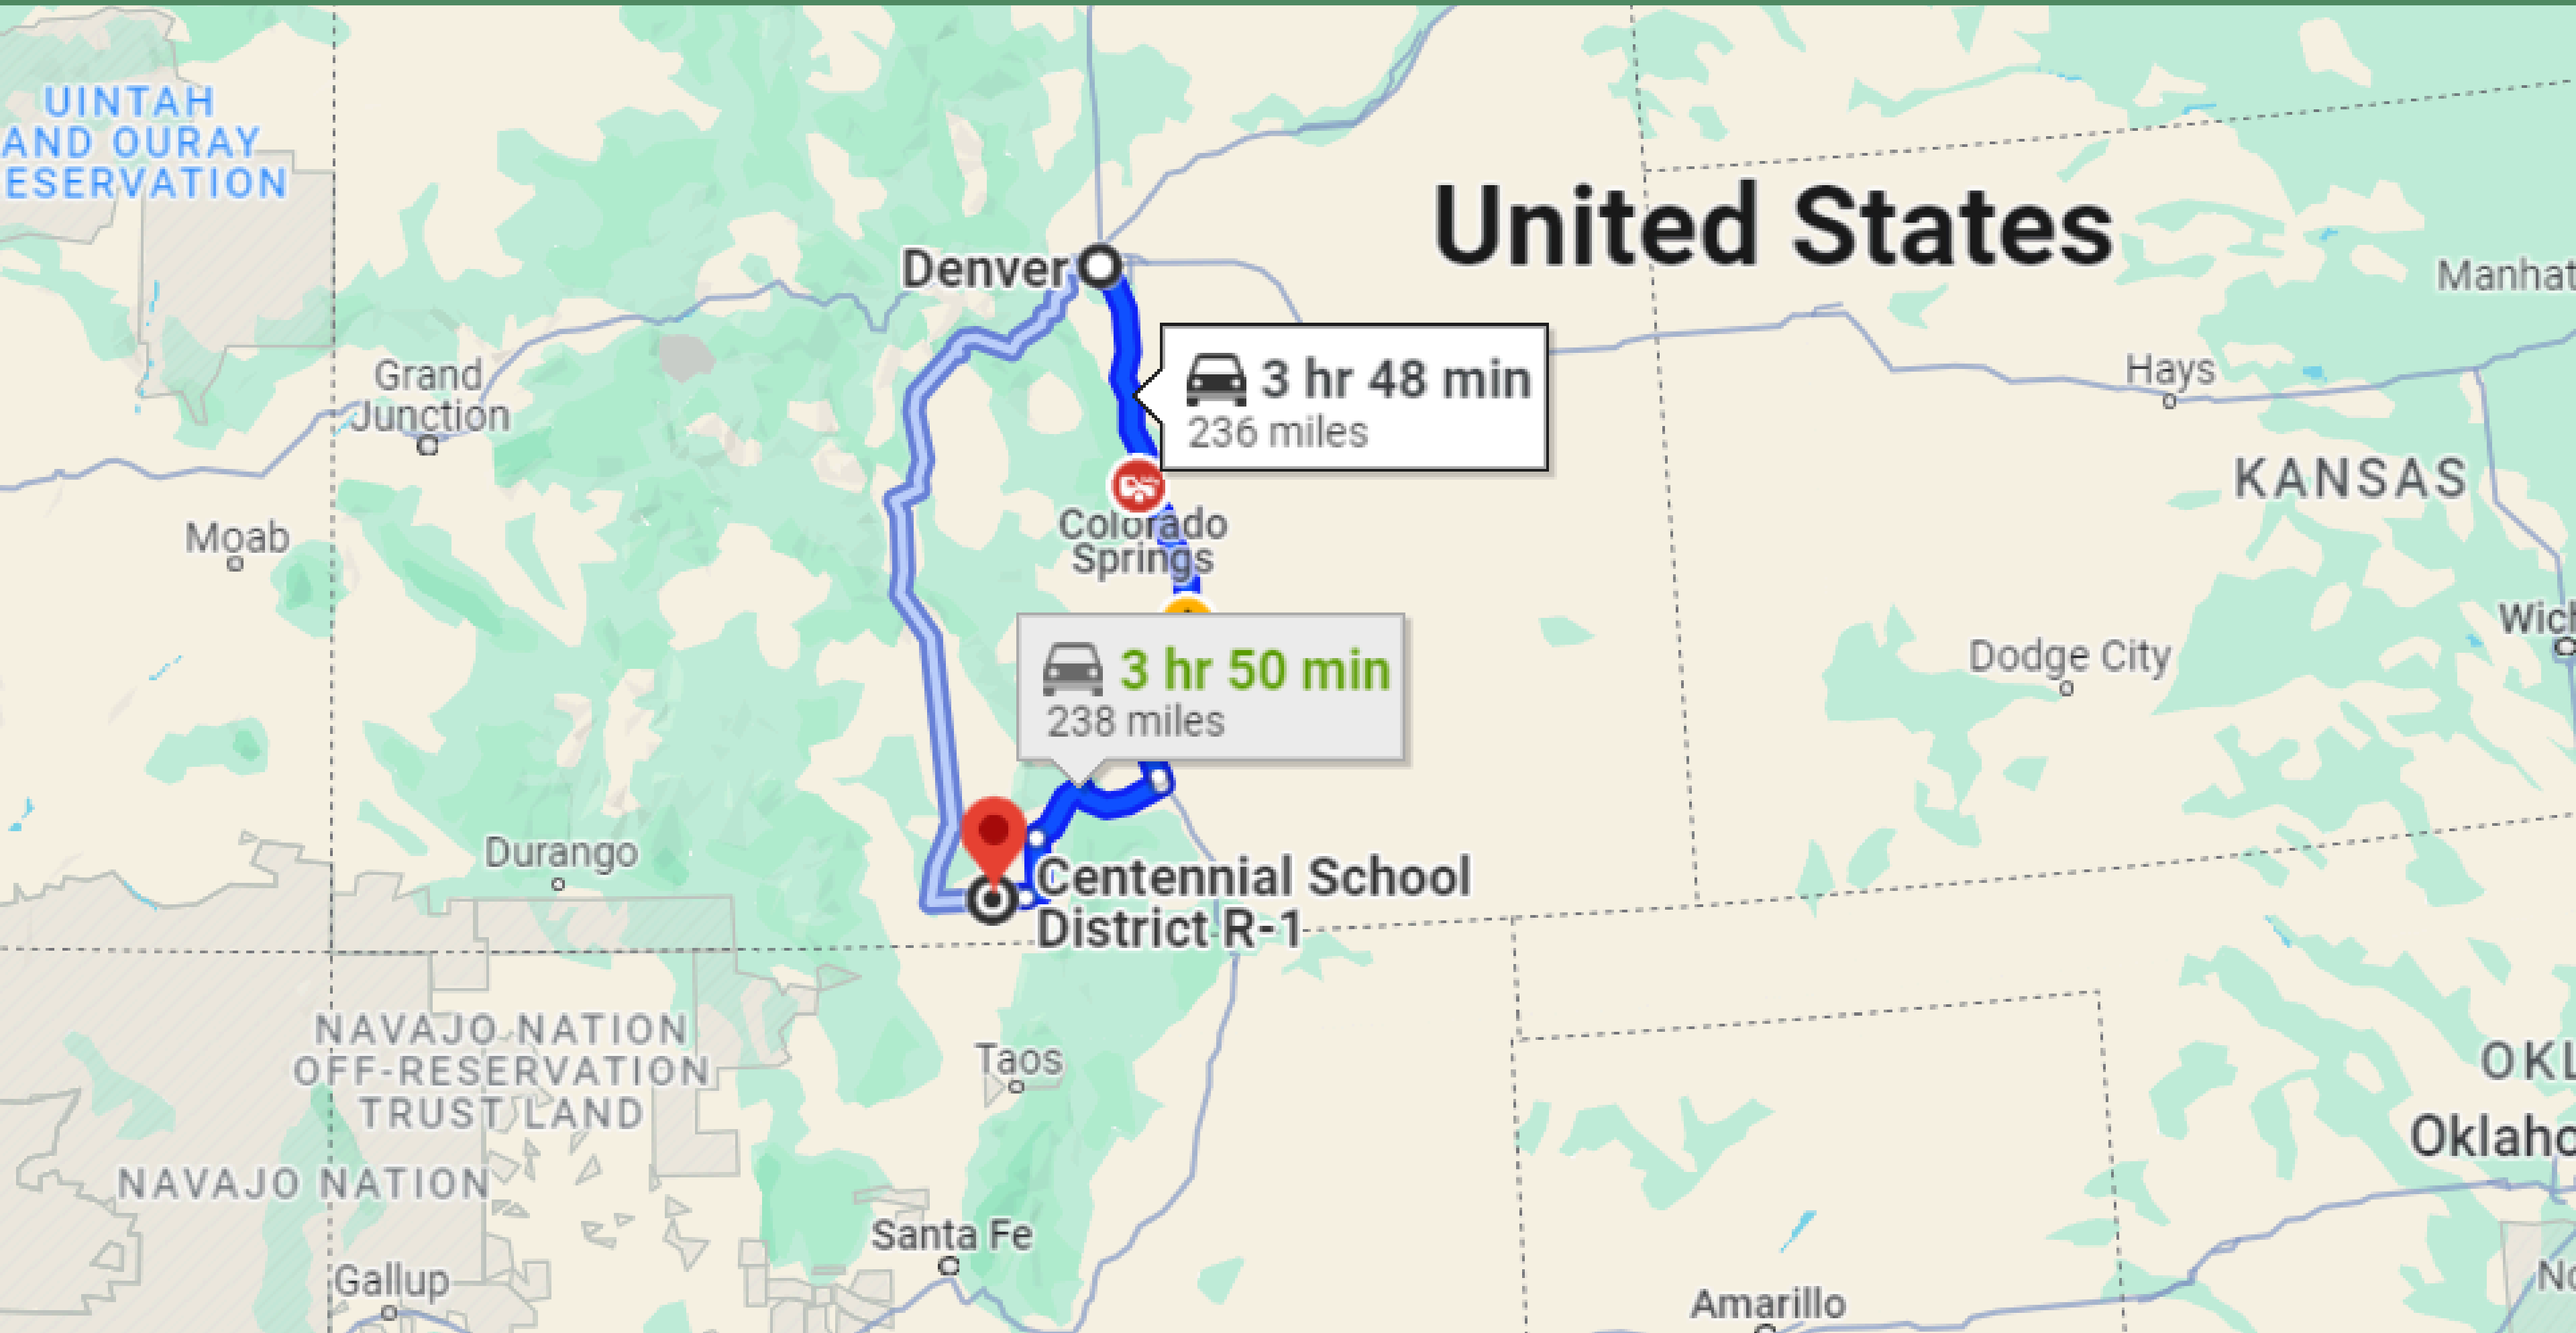 UINTAH
AND OURAY
ESERVATION
United States
Denver
Manhat
3 hr 48 min
236 miles
Grand
Junction
Hays
KANSAS
Moab
Colorado
Springs
3 hr 50 min
238 miles
Dodge City
Wich
Durango
Centennial School
District R-1
NAVAJO NATION
OFF-RESERVATION
TRUST LAND
Taos
OKL
Oklaho
NAVAJO NATION
Santa Fe
Gallup
Amarillo
No